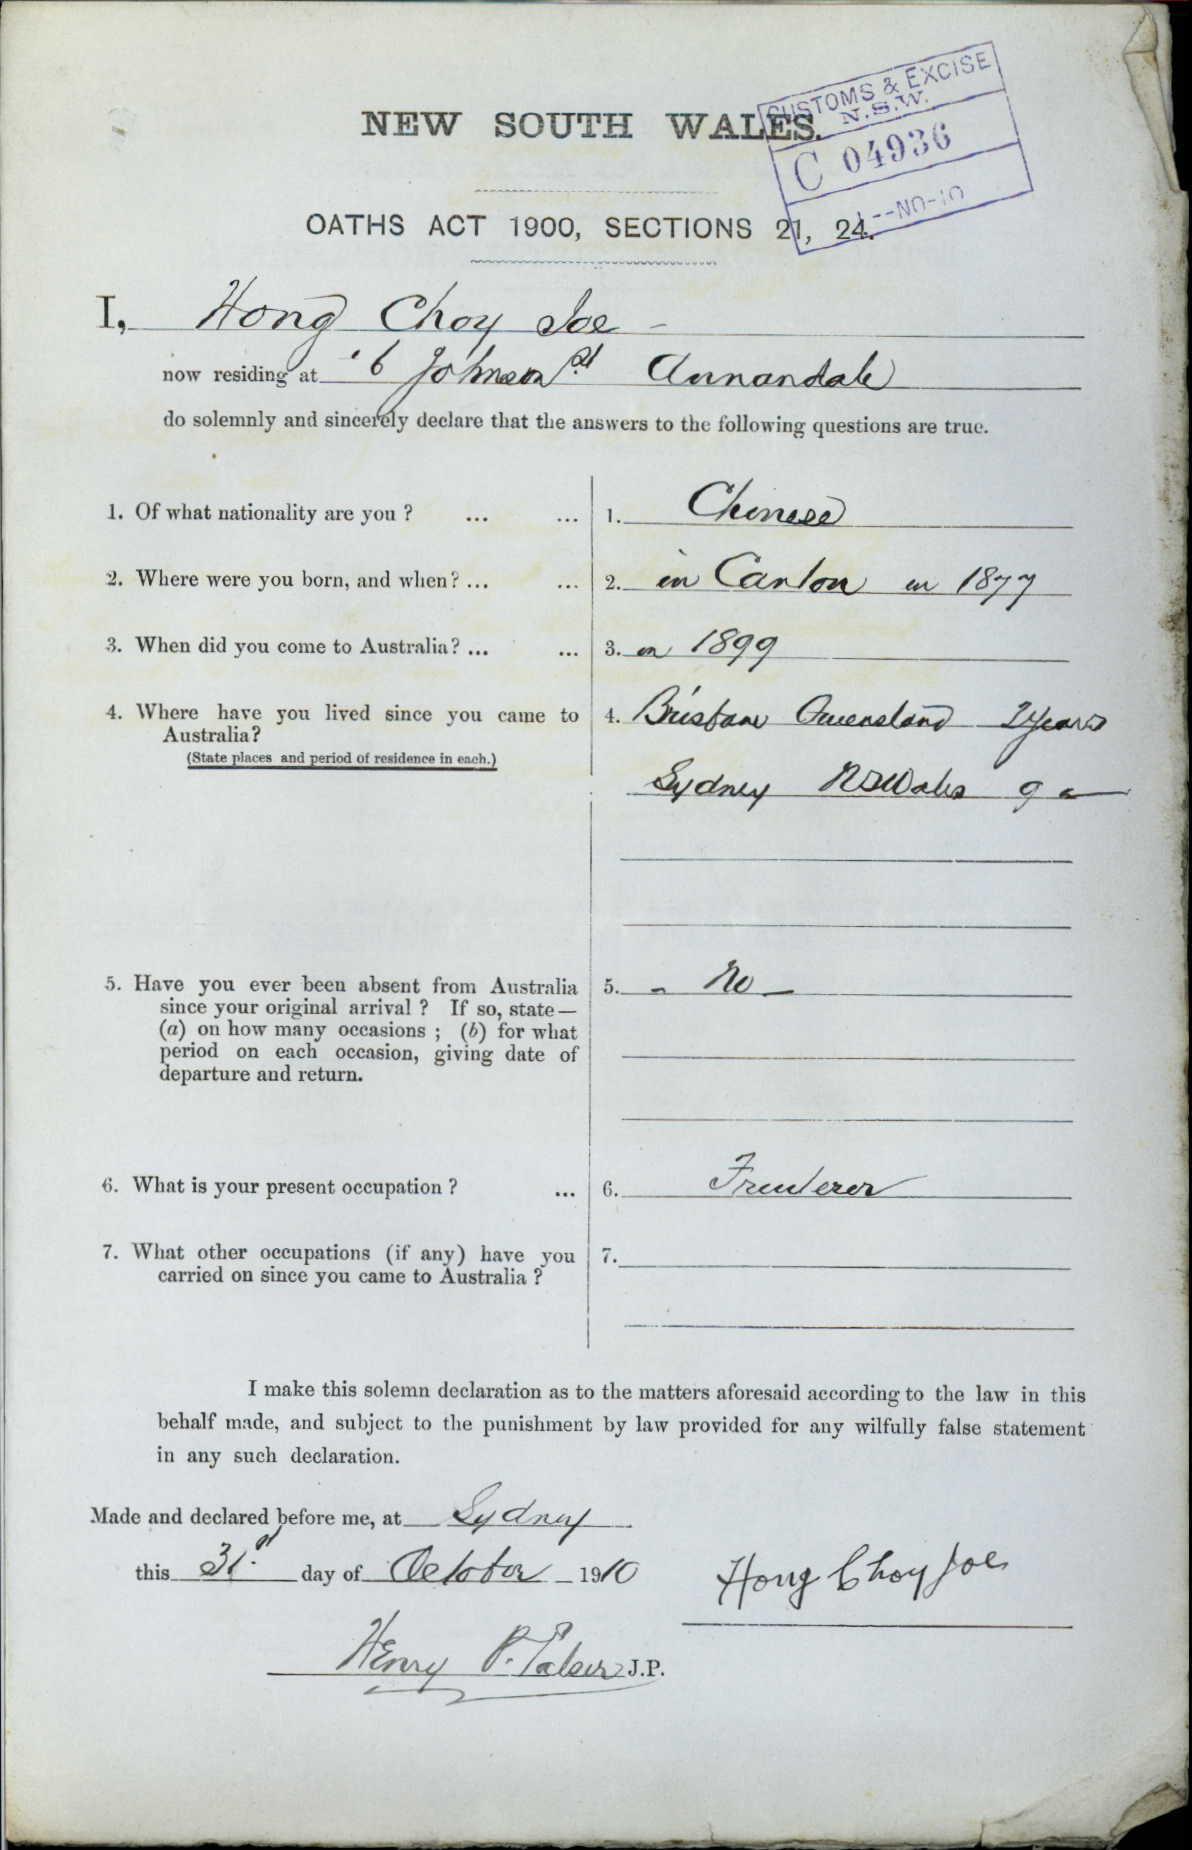 CUSTOMS & EXCISE
N.S.W.
C 04936
1--NO-10
NEW SOUTH WALES.
OATHS ACT 1900, SECTIONS 21, 24.
I, Hong Choy Joe -
now residing at 6 Johnson St Annandale
do solemnly and sincerely declare that the answers to the following questions are true.
1. Of what nationality are you ? ... ... 1. Chinese
2. Where were you born, and when? ... ... 2. in Canton in 1877
3. When did you come to Australia? ... ... 3. in 1899
4. Where have you lived since you came to 4. Brisbane Queensland 2 years
Australia?
(State places and period of residence in each.)
Sydney NSWales 9 "
5. Have you ever been absent from Australia 5. - No -
since your original arrival ? If so, state—
(a) on how many occasions ; (b) for what
period on each occasion, giving date of
departure and return.
6. What is your present occupation ? ... 6. Fruiterer
7. What other occupations (if any) have you 7.
carried on since you came to Australia ?
I make this solemn declaration as to the matters aforesaid according to the law in this
behalf made, and subject to the punishment by law provided for any wilfully false statement
in any such declaration.
Made and declared before me, at Sydney
this 31st day of October 1910
Hong Choy Joe
Henry P. J.P.